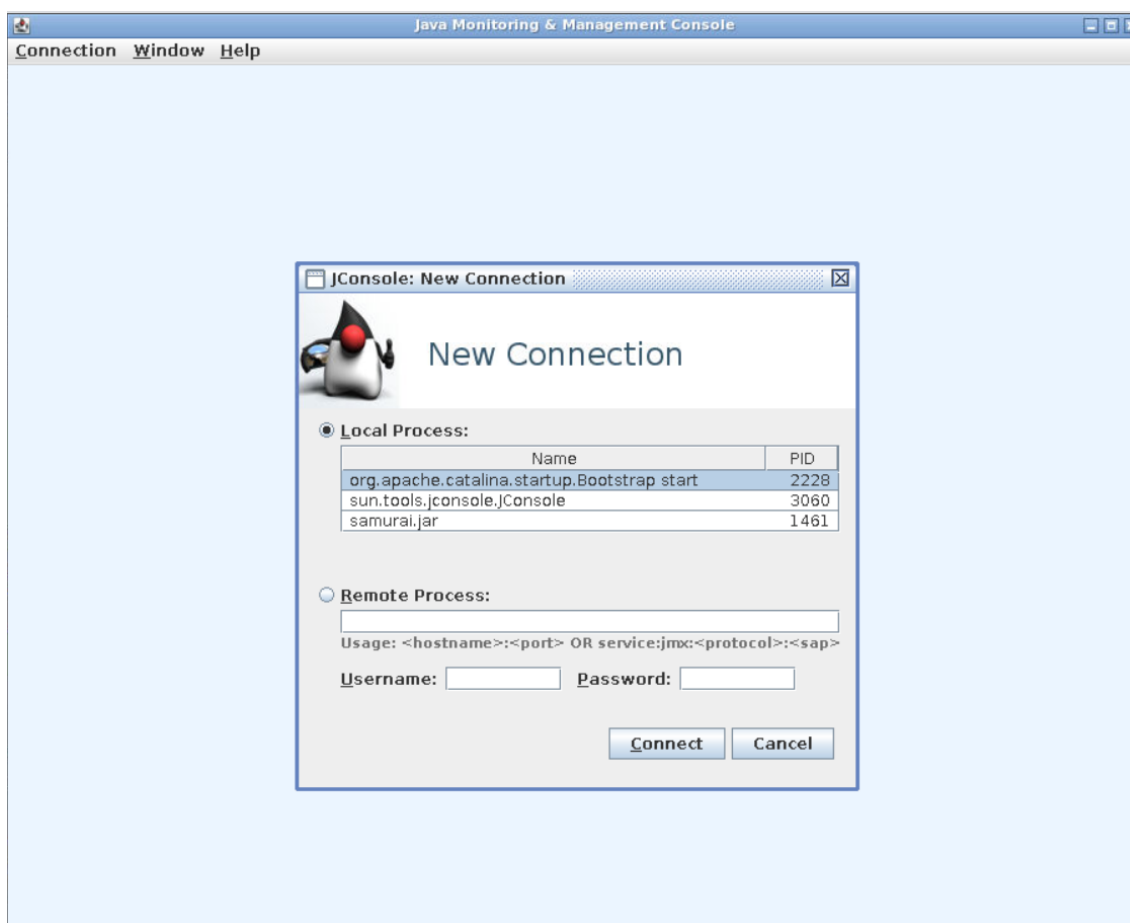 Java Monitoring & Management Console
Connection Window Help
JConsole: New Connection
New Connection
Local Process:
Name PID
org.apache.catalina.startup.Bootstrap start 2228
sun.tools.jconsole.JConsole 3060
samurai.jar 1461
Remote Process:
Usage: <hostname>:<port> OR service:jmx:<protocol>:<sap>
Username: Password:
Connect Cancel